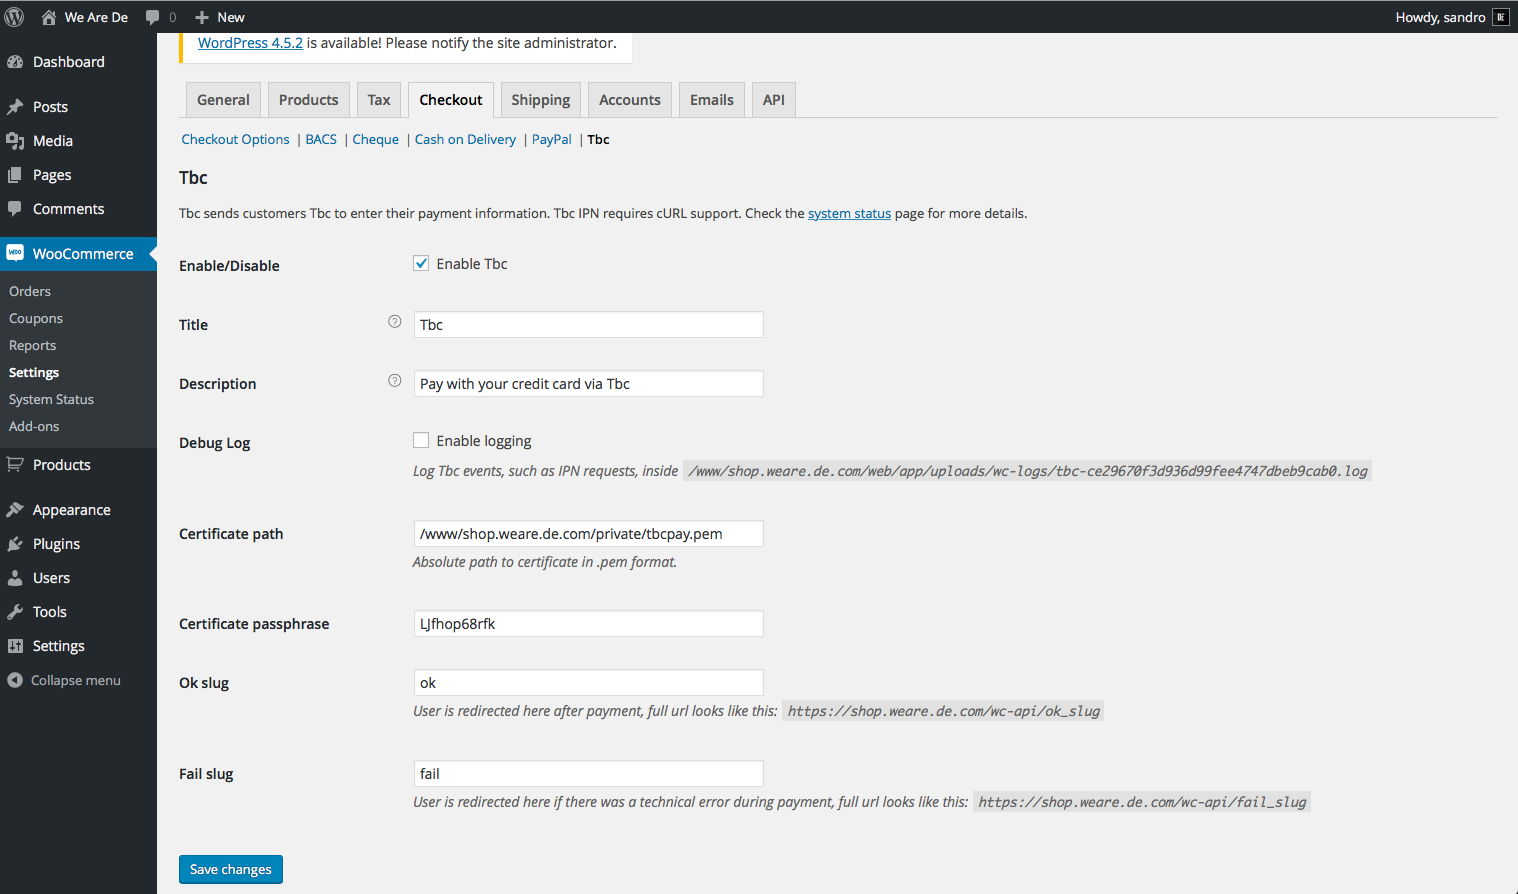 We Are De 0 New Howdy, sandro
WordPress 4.5.2 is available! Please notify the site administrator.
Dashboard
Posts
Media
Pages
Comments
WooCommerce
Orders
Coupons
Reports
Settings
System Status
Add-ons
Products
Appearance
Plugins
Users
Tools
Settings
Collapse menu
General Products Tax Checkout Shipping Accounts Emails API
Checkout Options | BACS | Cheque | Cash on Delivery | PayPal | Tbc
Tbc
Tbc sends customers Tbc to enter their payment information. Tbc IPN requires cURL support. Check the system status page for more details.
Enable/Disable Enable Tbc
Title ? Tbc
Description ? Pay with your credit card via Tbc
Debug Log Enable logging
Log Tbc events, such as IPN requests, inside /www/shop.weare.de.com/web/app/uploads/wc-logs/tbc-ce29670f3d936d99fee4747dbeb9cab0.log
Certificate path /www/shop.weare.de.com/private/tbcpay.pem
Absolute path to certificate in .pem format.
Certificate passphrase LJfhop68rfk
Ok slug ok
User is redirected here after payment, full url looks like this: https://shop.weare.de.com/wc-api/ok_slug
Fail slug fail
User is redirected here if there was a technical error during payment, full url looks like this: https://shop.weare.de.com/wc-api/fail_slug
Save changes